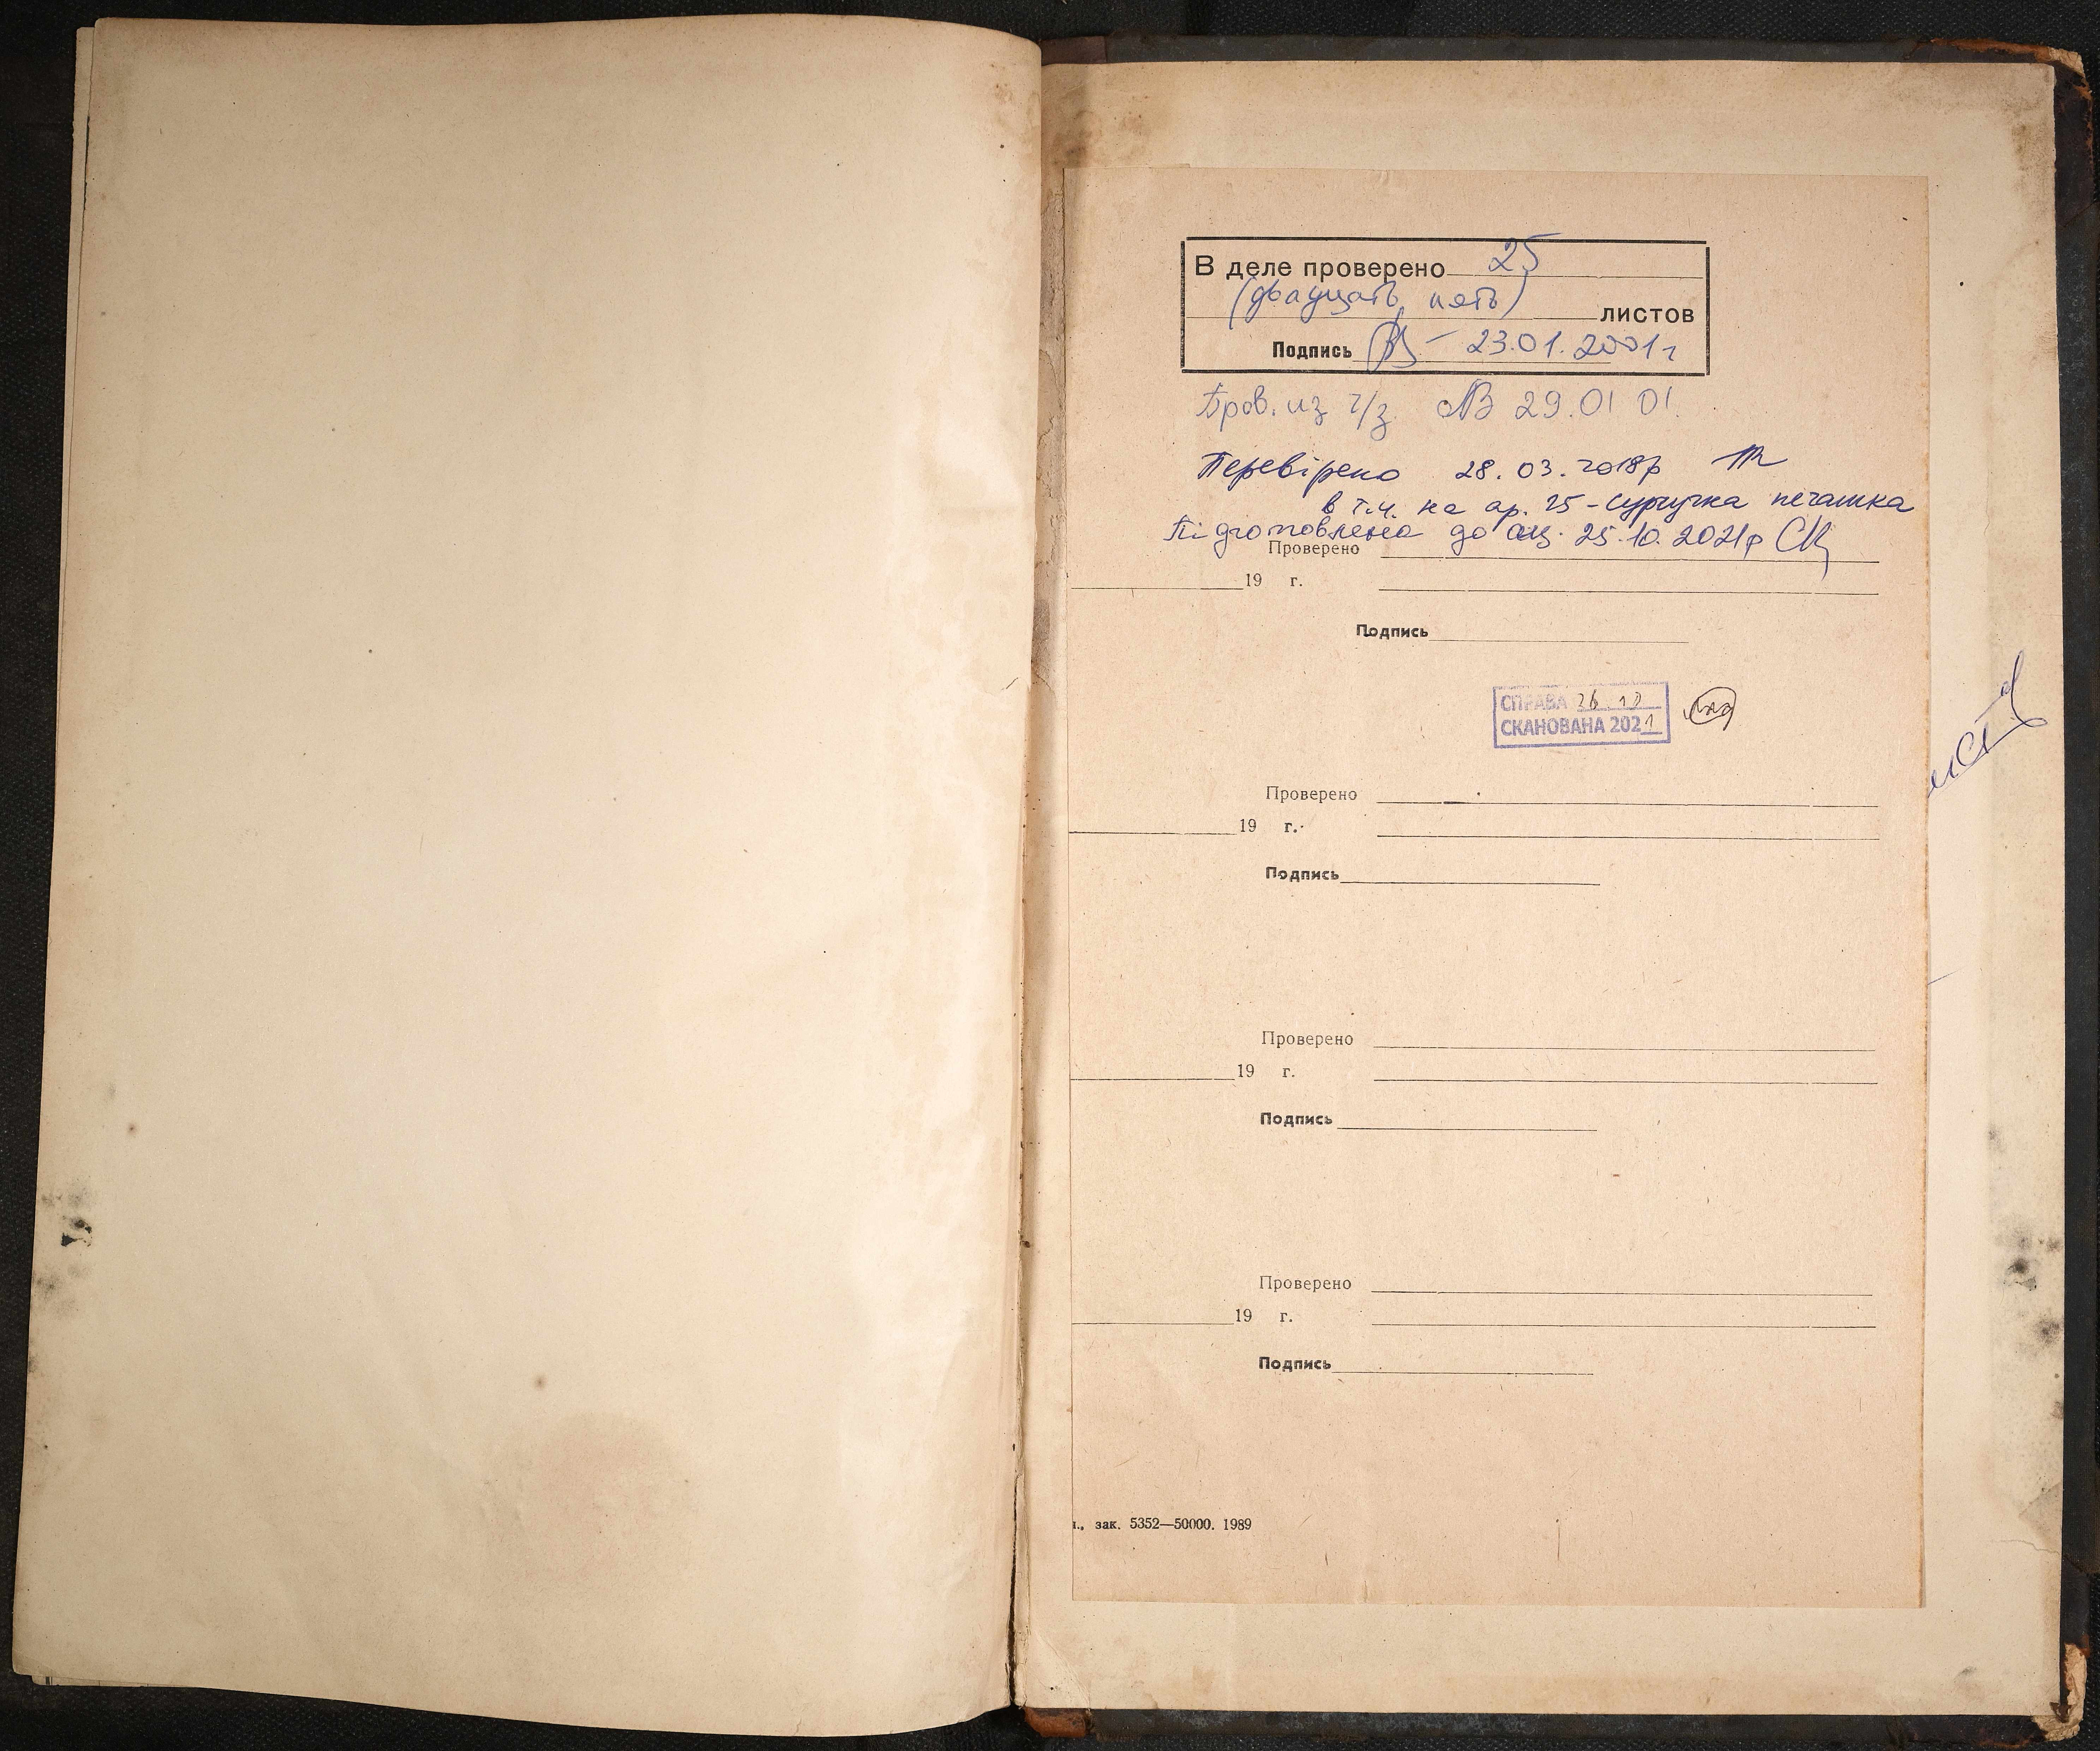 В деле проверено 25
(двадцать пять)
листов
Подпись 23.01.2001г
Пров. из ч/з 29.01 01.
Перевірено 28.03.2018р
в т.ч. на ар. 25 - сургучна печатка
Підготовлено до 25.10.2021р
Проверено
19 г.
Подпись
СПРАВА 26.10
СКАНОВАНА 2021
Проверено
19 г.
Подпись
Проверено
19 г.
Подпись
Проверено
19 г.
Подпись
зак. 5352—50000. 1989